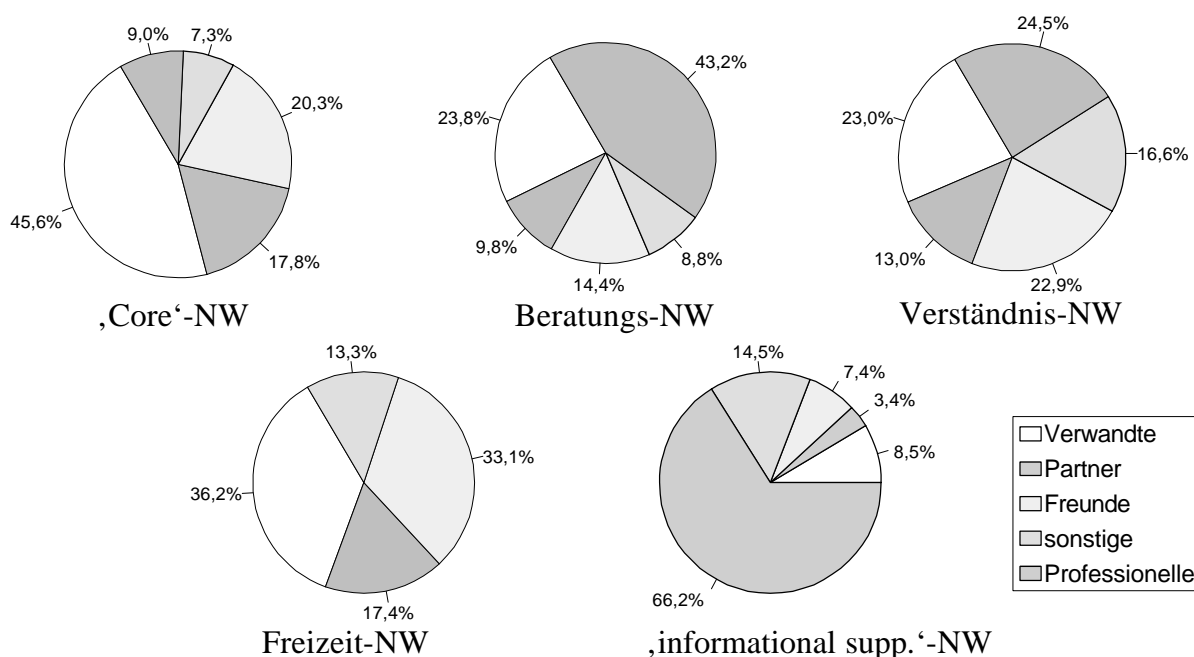 9,0%
7,3%
20,3%
17,8%
45,6%
‚Core‘-NW
43,2%
23,8%
8,8%
14,4%
9,8%
Beratungs-NW
24,5%
16,6%
22,9%
13,0%
23,0%
Verständnis-NW
13,3%
33,1%
17,4%
36,2%
Freizeit-NW
14,5%
7,4%
3,4%
8,5%
66,2%
‚informational supp.‘-NW
Verwandte
Partner
Freunde
sonstige
Professionelle